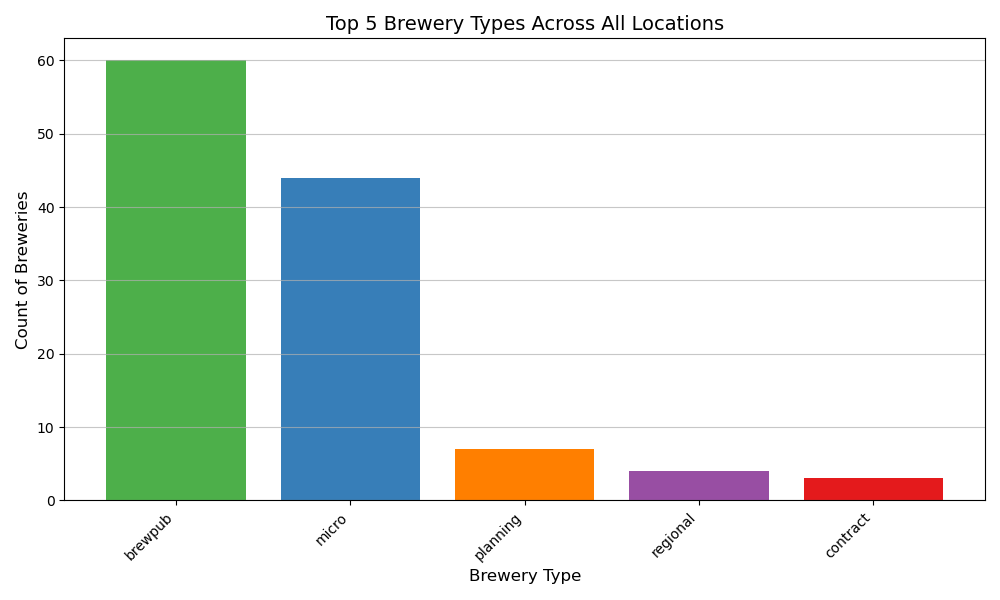 Top 5 Brewery Types Across All Locations
Count of Breweries
60
50
40
30
20
10
0
brewpub
micro
planning
regional
contract
Brewery Type